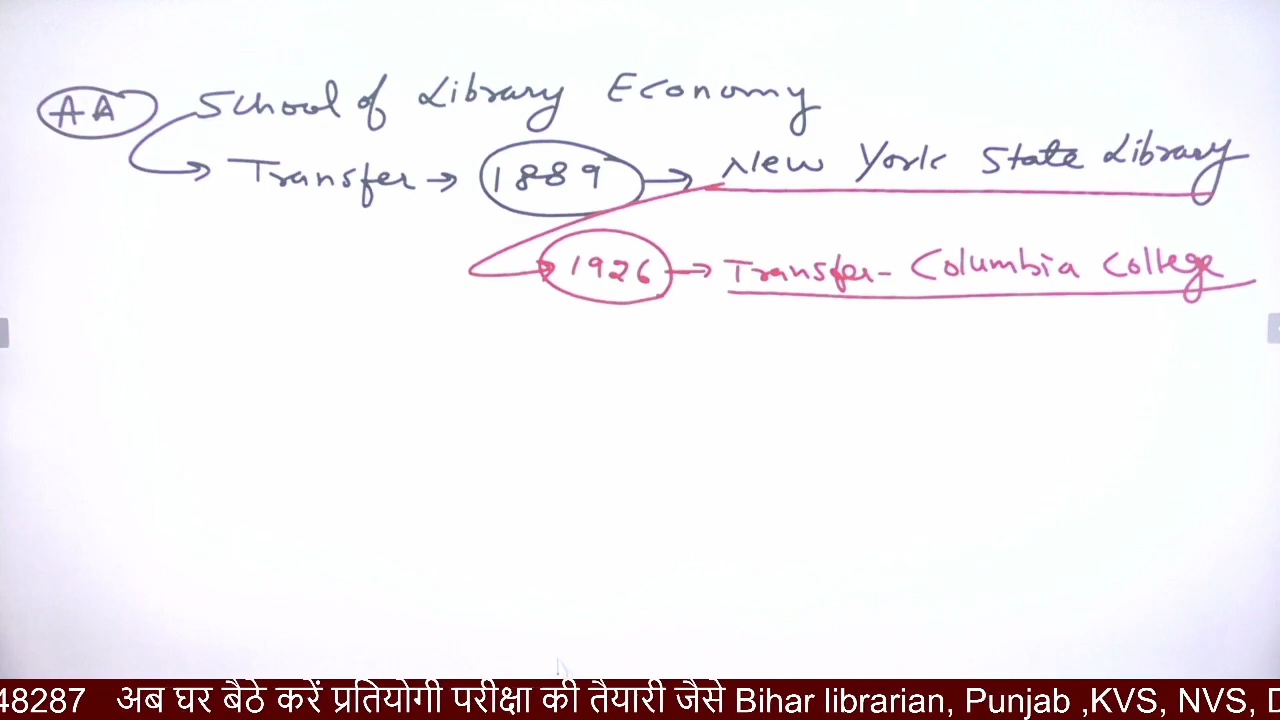 AA School of Library Economy
Transfer → 1889 → New York State Library
1926 → Transfer - Columbia College
48287 अब घर बैठे करें प्रतियोगी परीक्षा की तैयारी जैसे Bihar librarian, Punjab ,KVS, NVS, D